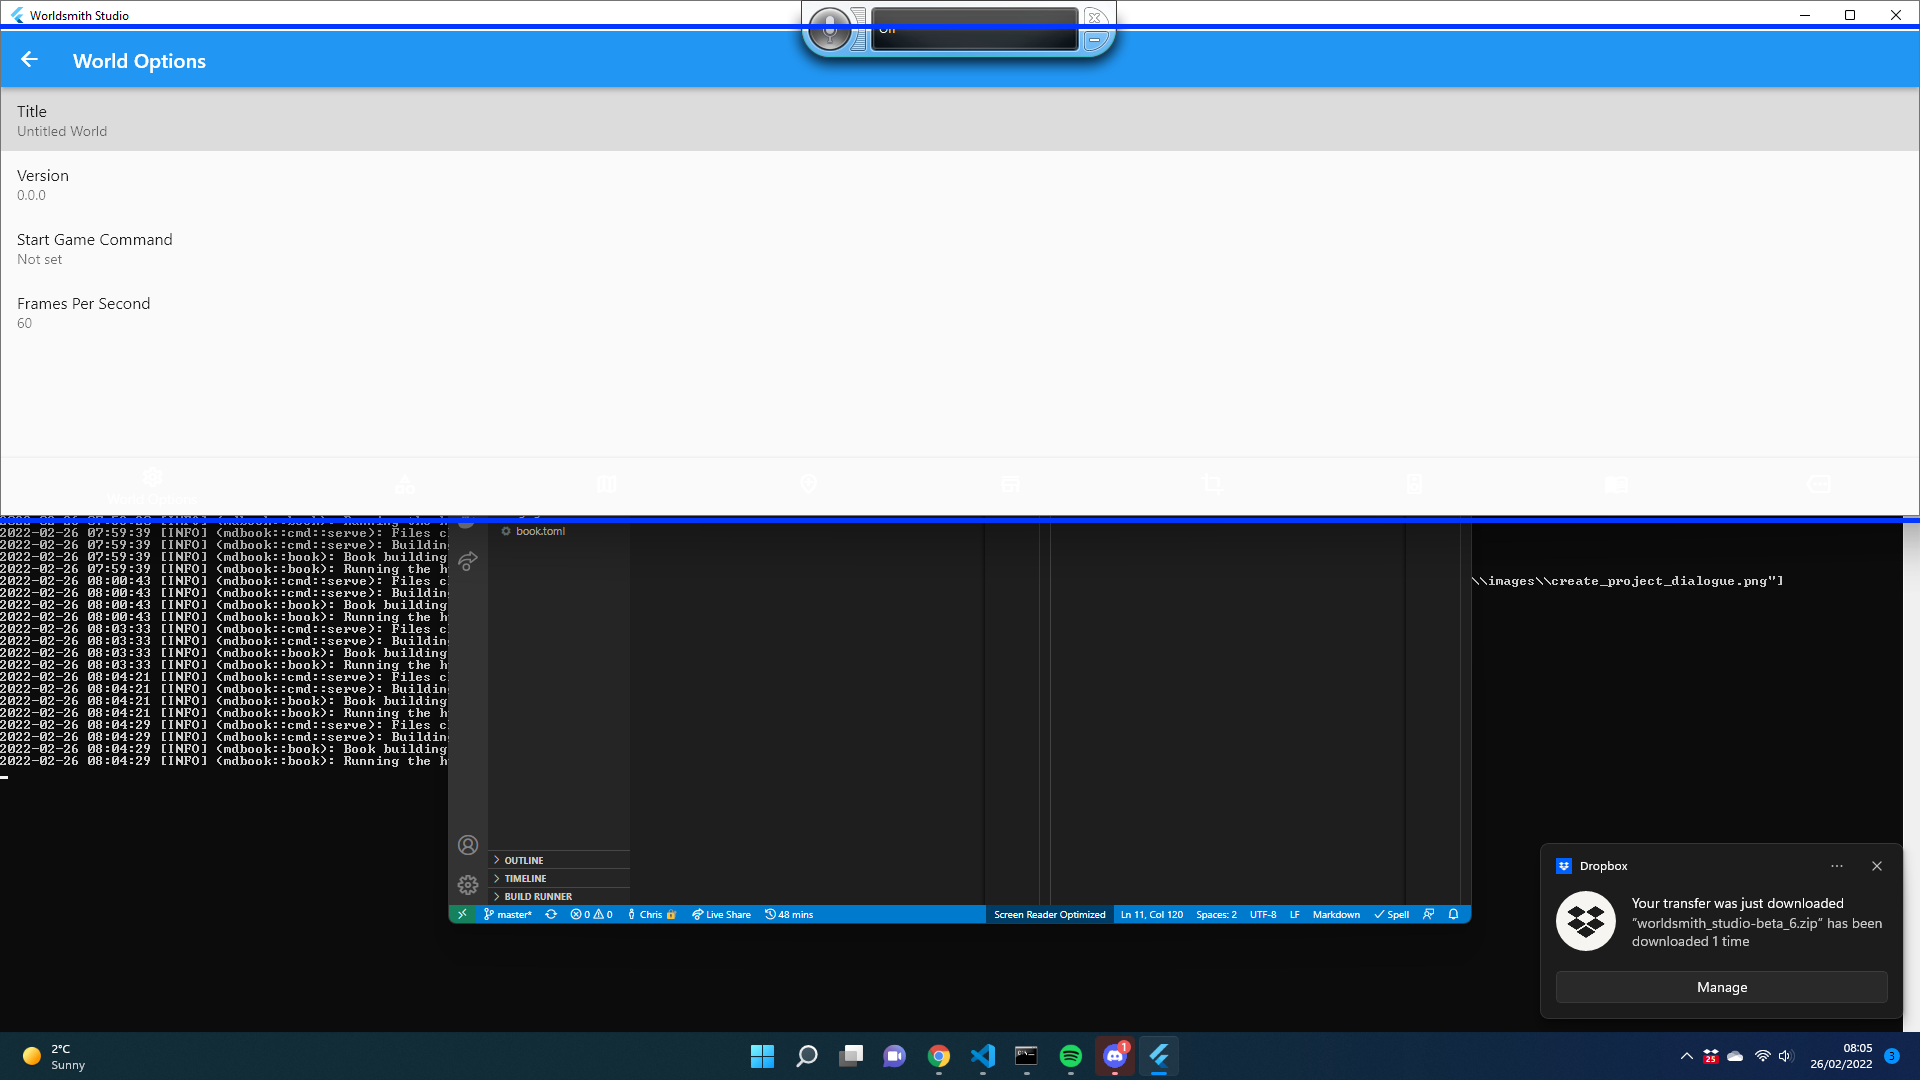 Worldsmith Studio
World Options
Title
Untitled World
Version
0.0.0
Start Game Command
Not set
Frames Per Second
60
World Options
2022-02-26 07:59:39 [INFO] (mdbook::cmd::serve): Files c
2022-02-26 07:59:39 [INFO] (mdbook::cmd::serve): Building
2022-02-26 07:59:39 [INFO] (mdbook::book): Book building
2022-02-26 07:59:39 [INFO] (mdbook::book): Running the h
2022-02-26 08:00:43 [INFO] (mdbook::cmd::serve): Files c
2022-02-26 08:00:43 [INFO] (mdbook::cmd::serve): Building
2022-02-26 08:00:43 [INFO] (mdbook::book): Book building
2022-02-26 08:00:43 [INFO] (mdbook::book): Running the h
2022-02-26 08:03:33 [INFO] (mdbook::cmd::serve): Files c
2022-02-26 08:03:33 [INFO] (mdbook::cmd::serve): Building
2022-02-26 08:03:33 [INFO] (mdbook::book): Book building
2022-02-26 08:03:33 [INFO] (mdbook::book): Running the h
2022-02-26 08:04:21 [INFO] (mdbook::cmd::serve): Files c
2022-02-26 08:04:21 [INFO] (mdbook::cmd::serve): Building
2022-02-26 08:04:21 [INFO] (mdbook::book): Book building
2022-02-26 08:04:21 [INFO] (mdbook::book): Running the h
2022-02-26 08:04:29 [INFO] (mdbook::cmd::serve): Files c
2022-02-26 08:04:29 [INFO] (mdbook::cmd::serve): Building
2022-02-26 08:04:29 [INFO] (mdbook::book): Book building
2022-02-26 08:04:29 [INFO] (mdbook::book): Running the h
book.toml
\\images\\create_project_dialogue.png"]
OUTLINE
TIMELINE
BUILD RUNNER
master* 0 0 Chris Live Share 48 mins Screen Reader Optimized Ln 11, Col 120 Spaces: 2 UTF-8 LF Markdown Spell
Dropbox
Your transfer was just downloaded
"worldsmith_studio-beta_6.zip" has been
downloaded 1 time
Manage
2°C
Sunny
1
25
08:05
26/02/2022
3